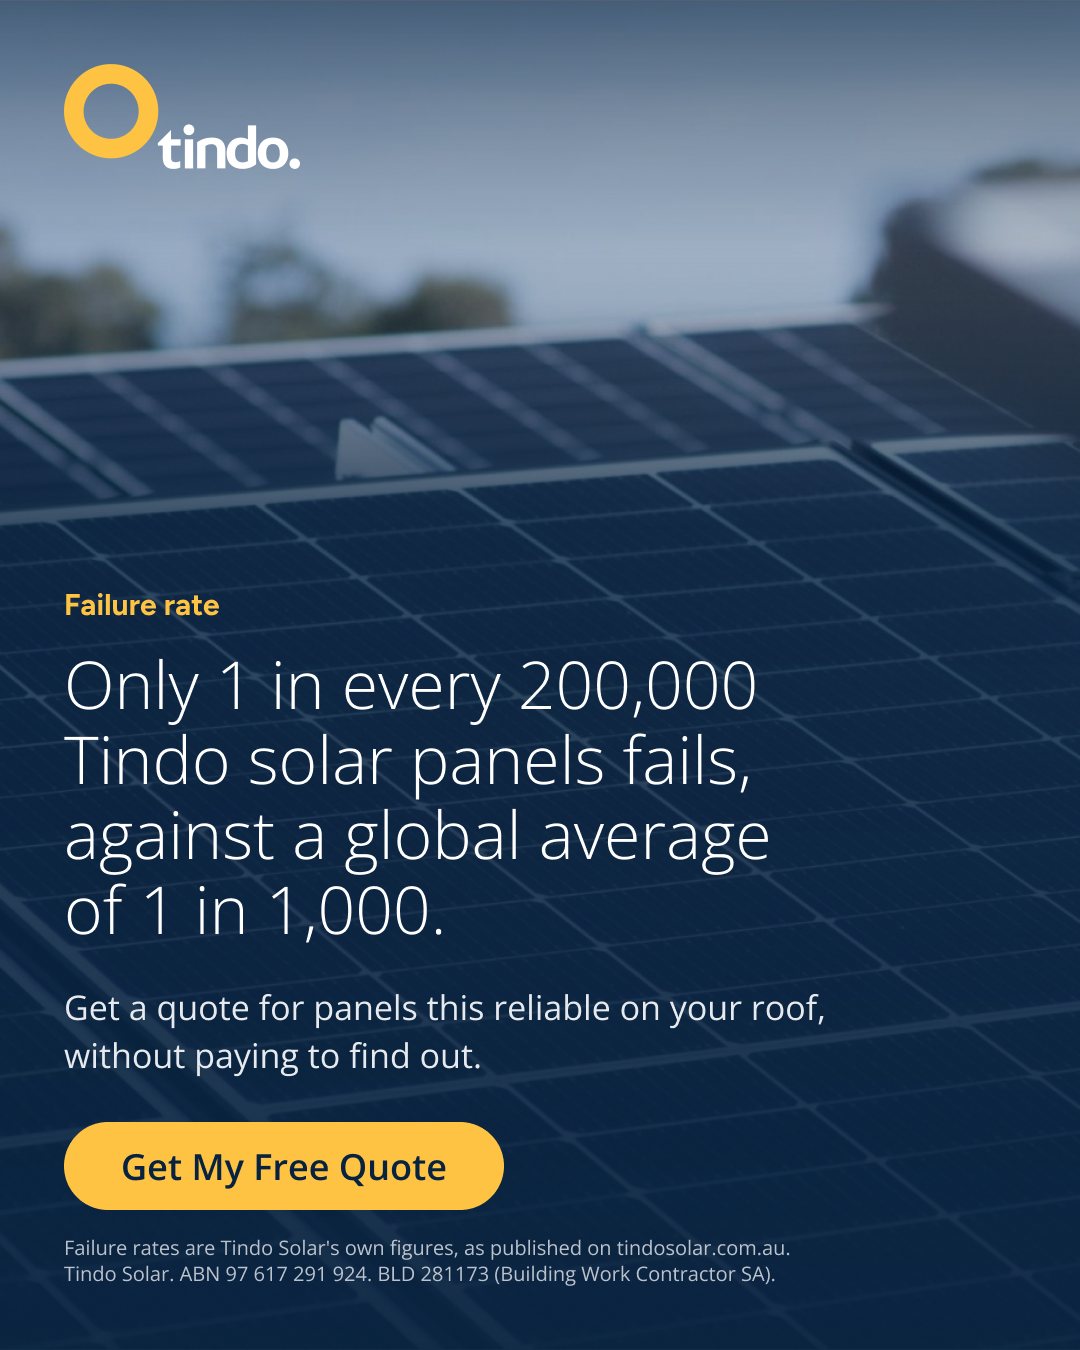 tindo.
Failure rate
Only 1 in every 200,000
Tindo solar panels fails,
against a global average
of 1 in 1,000.
Get a quote for panels this reliable on your roof,
without paying to find out.
Get My Free Quote
Failure rates are Tindo Solar's own figures, as published on tindosolar.com.au.
Tindo Solar. ABN 97 617 291 924. BLD 281173 (Building Work Contractor SA).